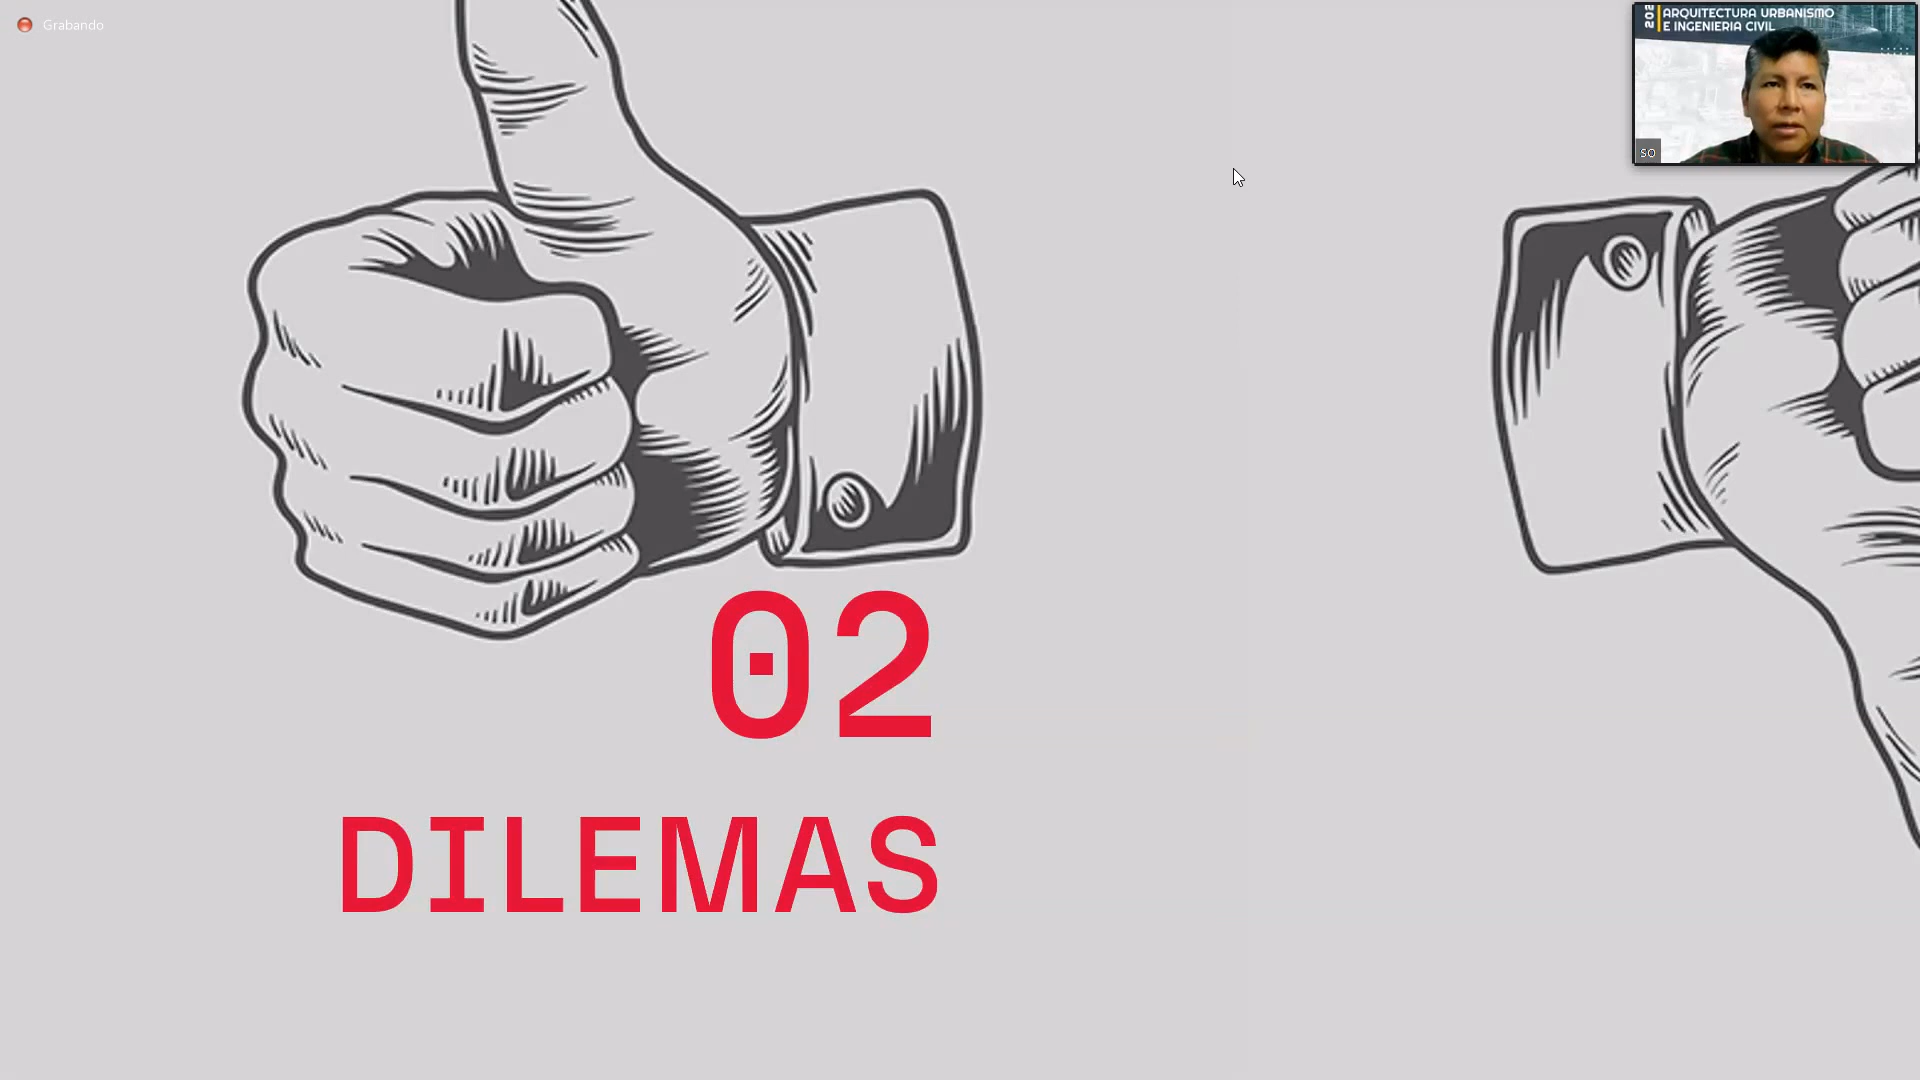 Grabando
ARQUITECTURA URBANISMO
E INGENIERIA CIVIL
SO
02
DILEMAS